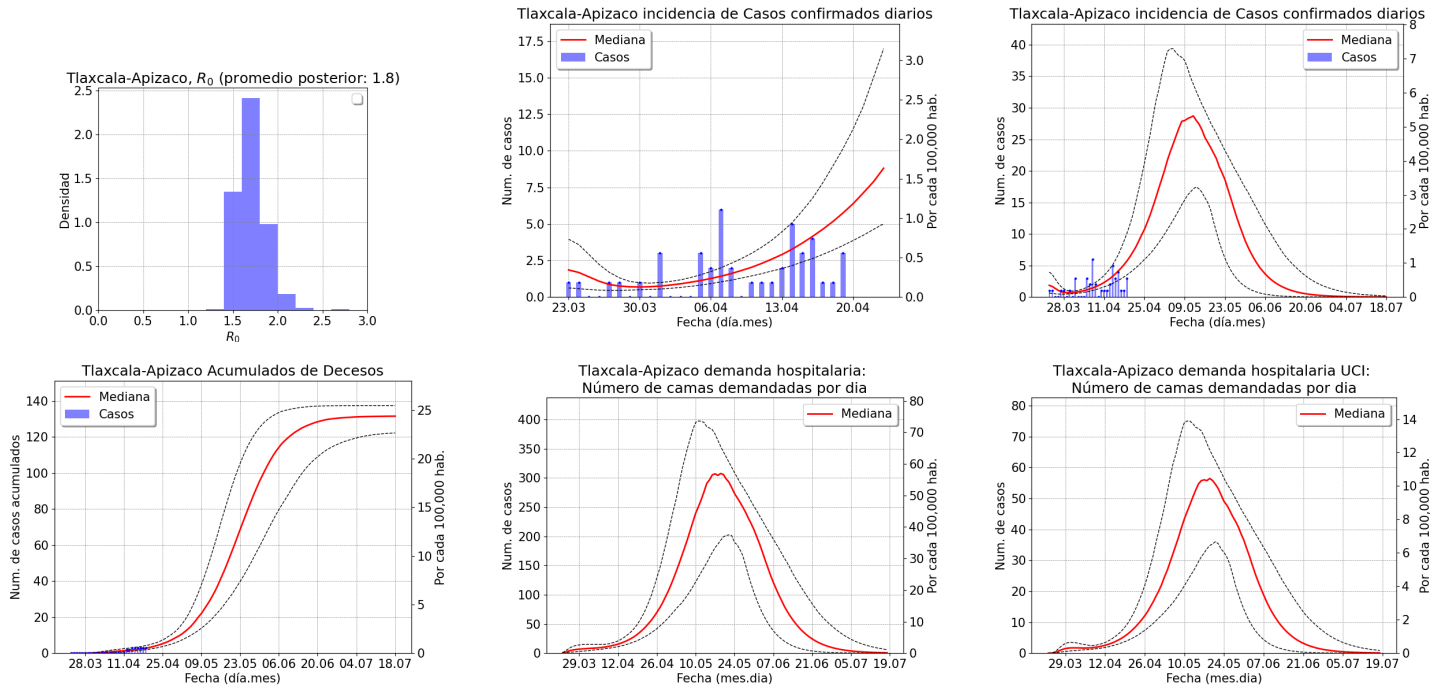 Tlaxcala-Apizaco, R₀ (promedio posterior: 1.8)
2.5
2.0
1.5
1.0
0.5
0.0
Densidad
0.0 0.5 1.0 1.5 2.0 2.5 3.0
R₀
Tlaxcala-Apizaco incidencia de Casos confirmados diarios
Mediana
Casos
17.5
15.0
12.5
10.0
7.5
5.0
2.5
0.0
Num. de casos
3.0
2.5
2.0
1.5
1.0
0.5
0.0
Por cada 100,000 hab.
23.03 30.03 06.04 13.04 20.04
Fecha (día.mes)
Tlaxcala-Apizaco incidencia de Casos confirmados diarios
Mediana
Casos
40
35
30
25
20
15
10
5
0
Num. de casos
8
7
6
5
4
3
2
1
0
Por cada 100,000 hab.
28.03 11.04 25.04 09.05 23.05 06.06 20.06 04.07 18.07
Fecha (día.mes)
Tlaxcala-Apizaco Acumulados de Decesos
Mediana
Casos
140
120
100
80
60
40
20
0
Num. de casos acumulados
25
20
15
10
5
0
Por cada 100,000 hab.
28.03 11.04 25.04 09.05 23.05 06.06 20.06 04.07 18.07
Fecha (día.mes)
Tlaxcala-Apizaco demanda hospitalaria:
Número de camas demandadas por dia
Mediana
400
350
300
250
200
150
100
50
0
Num. de casos
80
70
60
50
40
30
20
10
0
Por cada 100,000 hab.
29.03 12.04 26.04 10.05 24.05 07.06 21.06 05.07 19.07
Fecha (mes.dia)
Tlaxcala-Apizaco demanda hospitalaria UCI:
Número de camas demandadas por dia
Mediana
80
70
60
50
40
30
20
10
0
Num. de casos
14
12
10
8
6
4
2
0
Por cada 100,000 hab.
29.03 12.04 26.04 10.05 24.05 07.06 21.06 05.07 19.07
Fecha (mes.dia)